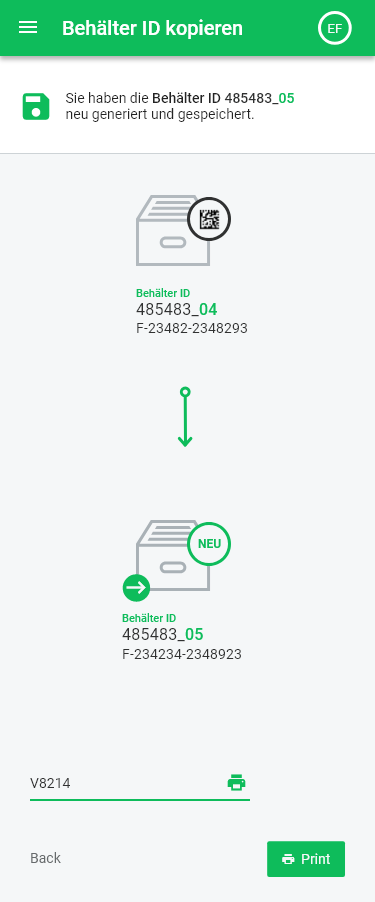 Behälter ID kopieren
EF
Sie haben die Behälter ID 485483_05
neu generiert und gespeichert.
Behälter ID
485483_04
F-23482-2348293
NEU
Behälter ID
485483_05
F-234234-2348923
V8214
Back
Print